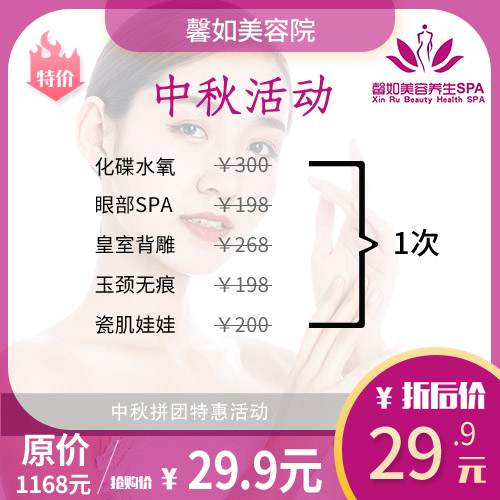 馨如美容院
特价
馨如美容养生SPA
Xin Ru Beauty Health SPA
中秋活动
化碟水氧 ￥300
眼部SPA ￥198
皇室背雕 ￥268
玉颈无痕 ￥198
瓷肌娃娃 ￥200
1次
中秋拼团特惠活动
￥折后价
29.9元
原价
1168元
抢购价 ￥29.9元